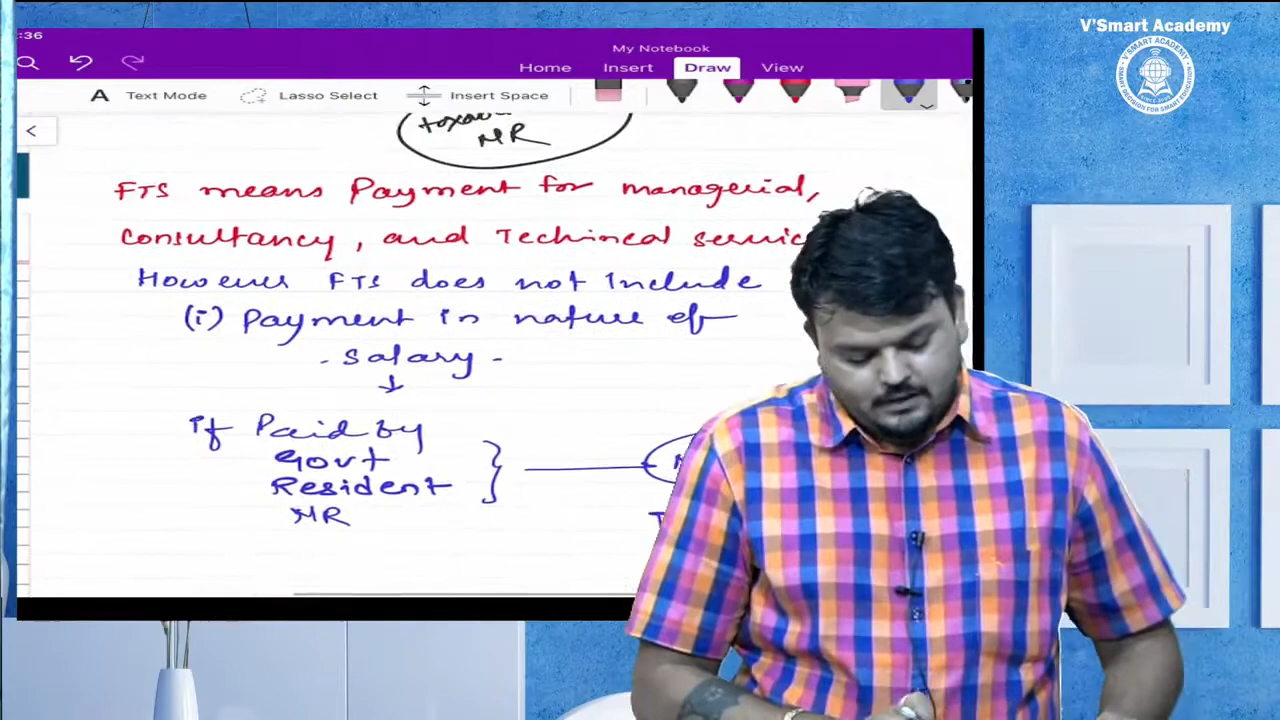 :36
V'Smart Academy
My Notebook
Home Insert Draw View
A Text Mode Lasso Select Insert Space
NR
FTS means Payment for managerial,
Consultancy, and Techincal servic
However FTS does not Include
(i) Payment in nature of
- Salary -
if Paid by
Govt
Resident
NR